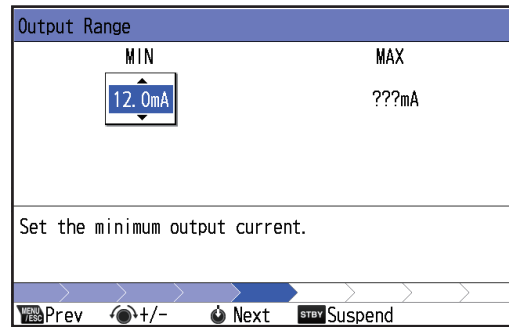 Output Range
MIN MAX
12.0mA ???mA
Set the minimum output current.
MENU/ESC Prev +/- Next STBY Suspend